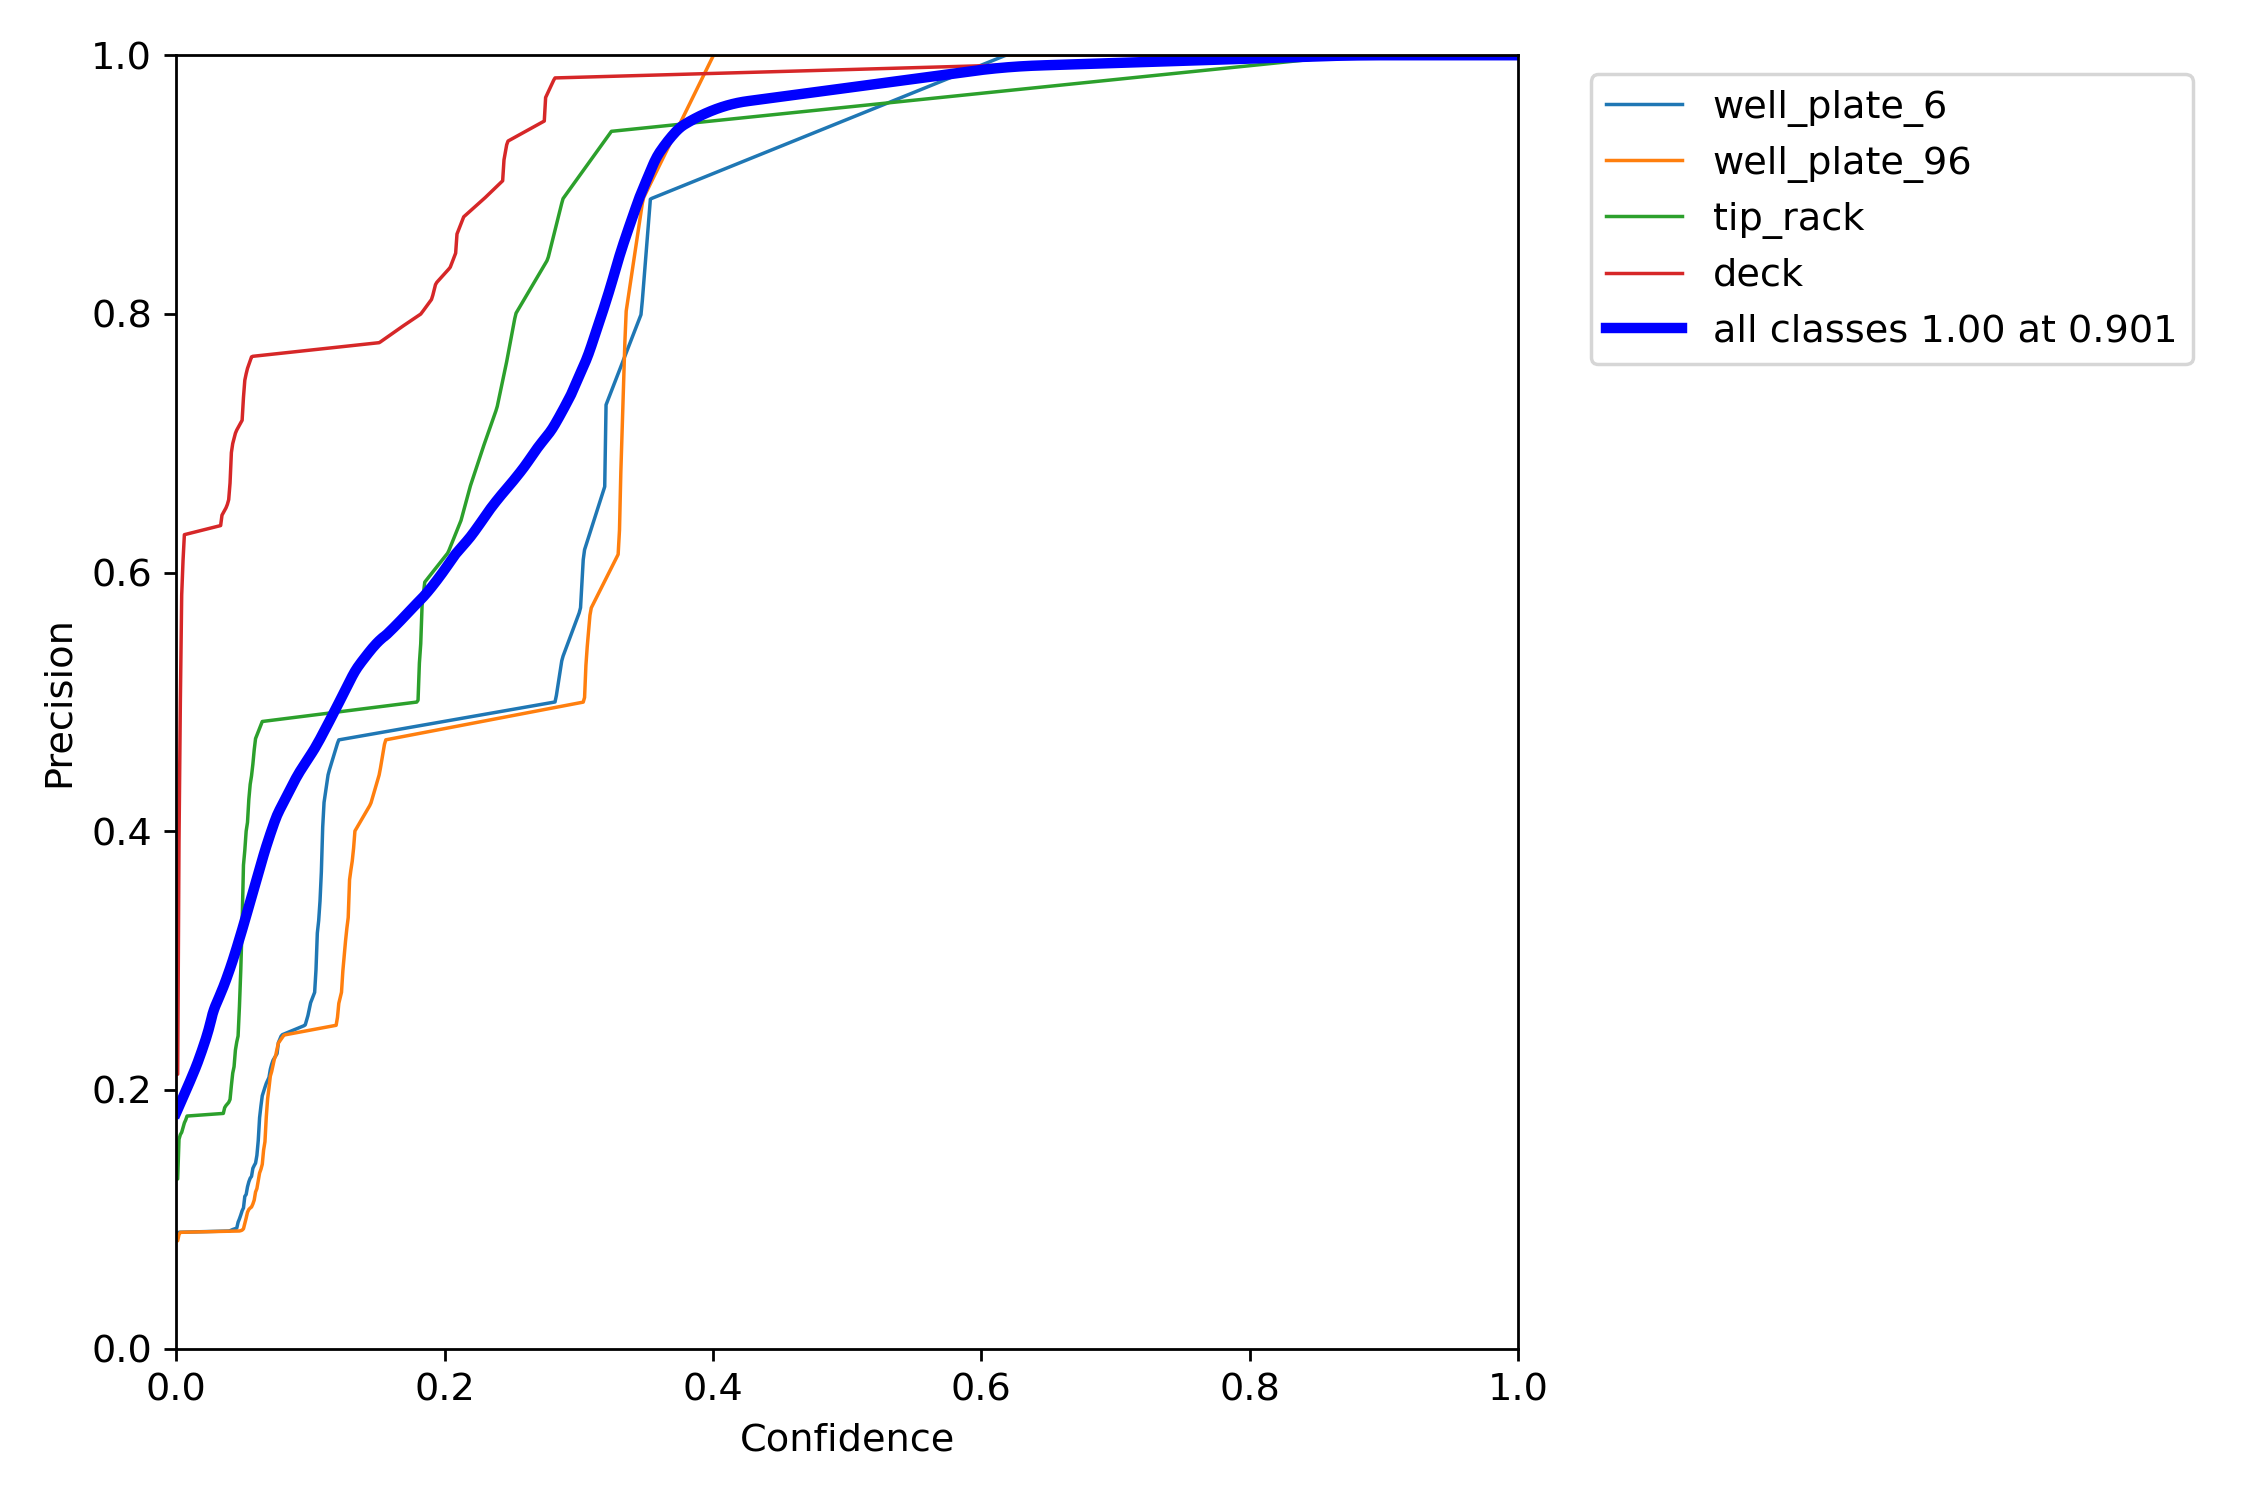 1.0
0.8
0.6
0.4
0.2
0.0
Precision
0.0 0.2 0.4 0.6 0.8 1.0
Confidence
well_plate_6
well_plate_96
tip_rack
deck
all classes 1.00 at 0.901